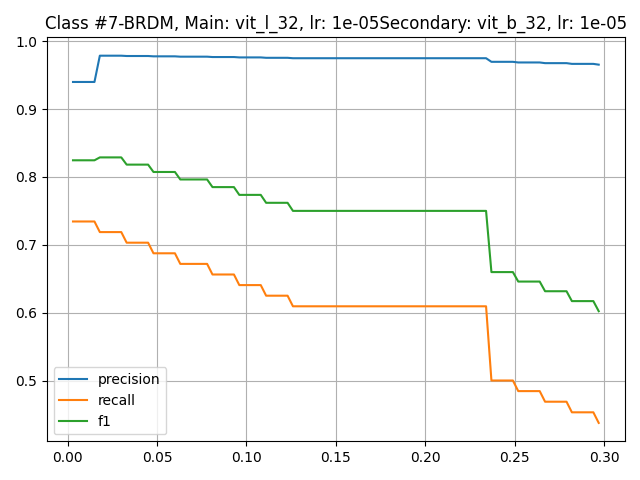 Class #7-BRDM, Main: vit_l_32, lr: 1e-05Secondary: vit_b_32, lr: 1e-05
1.0
0.9
0.8
0.7
0.6
0.5
precision
recall
f1
0.00 0.05 0.10 0.15 0.20 0.25 0.30